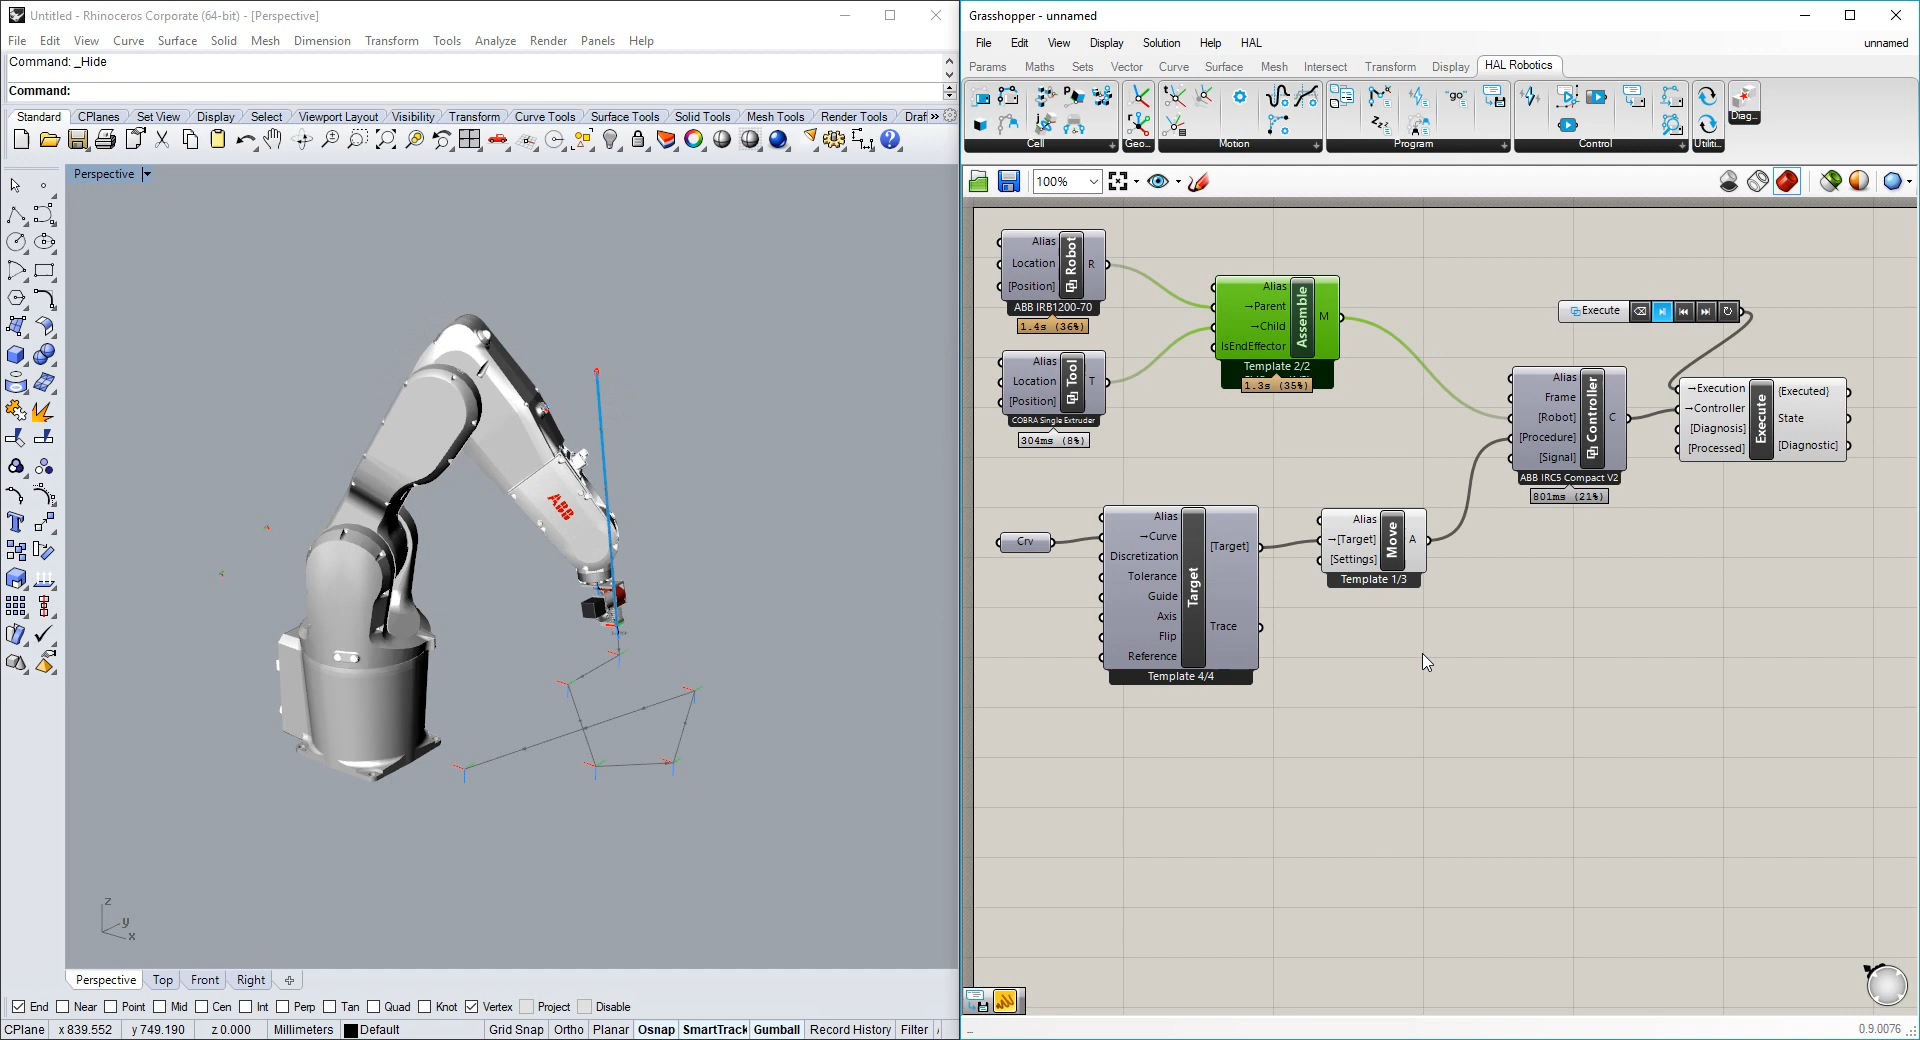 Untitled - Rhinoceros Corporate (64-bit) - [Perspective]
File Edit View Curve Surface Solid Mesh Dimension Transform Tools Analyze Render Panels Help
Command: _Hide
Command:
Standard CPlanes Set View Display Select Viewport Layout Visibility Transform Curve Tools Surface Tools Solid Tools Mesh Tools Render Tools Draf »
Perspective
ABB
z
y
x
Perspective Top Front Right
End Near Point Mid Cen Int Perp Tan Quad Knot Vertex Project Disable
CPlane x 839.552 y 749.190 z 0.000 Millimeters Default Grid Snap Ortho Planar Osnap SmartTrack Gumball Record History Filter
Grasshopper - unnamed
File Edit View Display Solution Help HAL unnamed
Params Maths Sets Vector Curve Surface Mesh Intersect Transform Display HAL Robotics
"go"
Diag...
Cell Geo... Motion Program Control Utiliti...
100%
Alias
Location
[Position]
Robot
R
ABB IRB1200-70
1.4s (36%)
Alias
Location
[Position]
Tool
T
COBRA Single Extruder
304ms (8%)
Alias
→Parent
→Child
IsEndEffector
Assemble
M
Template 2/2
1.3s (35%)
Execute
Alias
Frame
[Robot]
[Procedure]
[Signal]
Controller
C
ABB IRC5 Compact V2
801ms (21%)
→Execution
→Controller
[Diagnosis]
[Processed]
Execute
{Executed}
State
[Diagnostic]
Crv
Alias
→Curve
Discretization
Tolerance
Guide
Axis
Flip
Reference
Target
[Target]
Trace
Template 4/4
Alias
→[Target]
[Settings]
Move
A
Template 1/3
... 0.9.0076